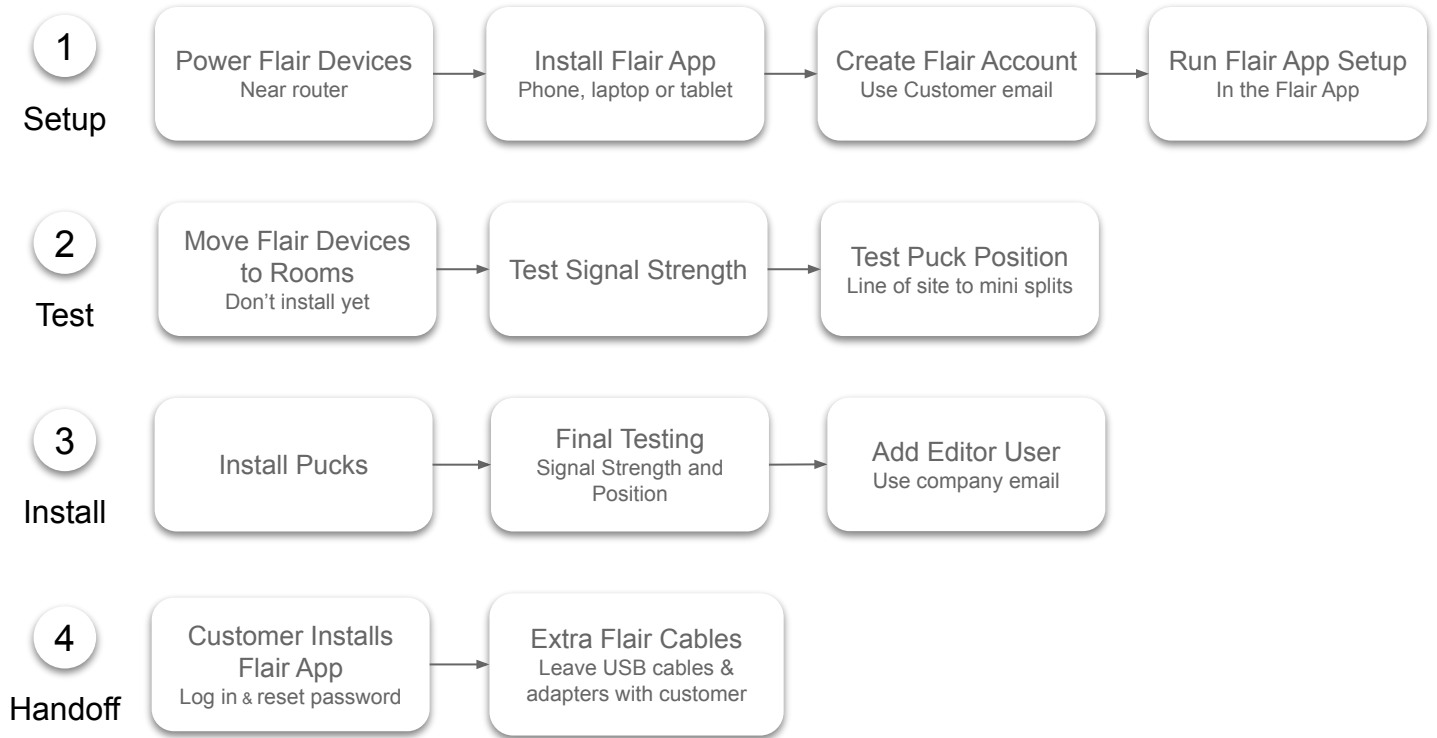 1
Setup
Power Flair Devices
Near router
Install Flair App
Phone, laptop or tablet
Create Flair Account
Use Customer email
Run Flair App Setup
In the Flair App
2
Test
Move Flair Devices
to Rooms
Don’t install yet
Test Signal Strength
Test Puck Position
Line of site to mini splits
3
Install
Install Pucks
Final Testing
Signal Strength and
Position
Add Editor User
Use company email
4
Handoff
Customer Installs
Flair App
Log in & reset password
Extra Flair Cables
Leave USB cables &
adapters with customer